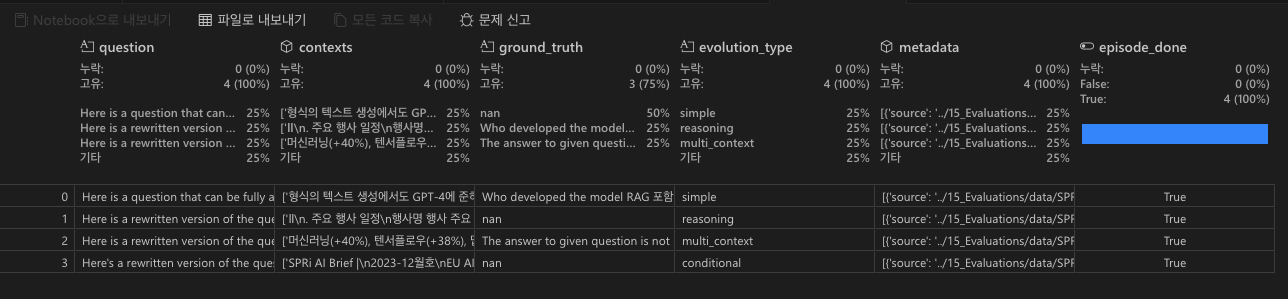 Notebook으로 내보내기 파일로 내보내기 모든 코드 복사 문제 신고
question contexts ground_truth evolution_type metadata episode_done
누락: 0 (0%) 누락: 0 (0%) 누락: 0 (0%) 누락: 0 (0%) 누락: 0 (0%) 누락: 0 (0%)
고유: 4 (100%) 고유: 4 (100%) 고유: 3 (75%) 고유: 4 (100%) 고유: 4 (100%) False: 0 (0%)
True: 4 (100%)
Here is a question that can... 25% ['형식의 텍스트 생성에서도 GP... 25% nan 50% simple 25% [{'source': '../15_Evaluations... 25%
Here is a rewritten version ... 25% ['II\n. 주요 행사 일정\n행사명... 25% Who developed the model... 25% reasoning 25% [{'source': '../15_Evaluations... 25%
Here is a rewritten version ... 25% ['머신러닝(+40%), 텐서플로우... 25% The answer to given questi... 25% multi_context 25% [{'source': '../15_Evaluations... 25%
기타 25% 기타 25% 기타 25% 기타 25%
0 Here is a question that can be fully a ['형식의 텍스트 생성에서도 GPT-4에 준하 Who developed the model RAG 포함 simple [{'source': '../15_Evaluations/data/SPR True
1 Here is a rewritten version of the que ['II\n. 주요 행사 일정\n행사명 행사 주요 nan reasoning [{'source': '../15_Evaluations/data/SPR True
2 Here is a rewritten version of the que ['머신러닝(+40%), 텐서플로우(+38%), The answer to given question is not multi_context [{'source': '../15_Evaluations/data/SPR True
3 Here's a rewritten version of the que ['SPRi AI Brief |\n2023-12월호\nEU AI nan conditional [{'source': '../15_Evaluations/data/SPR True